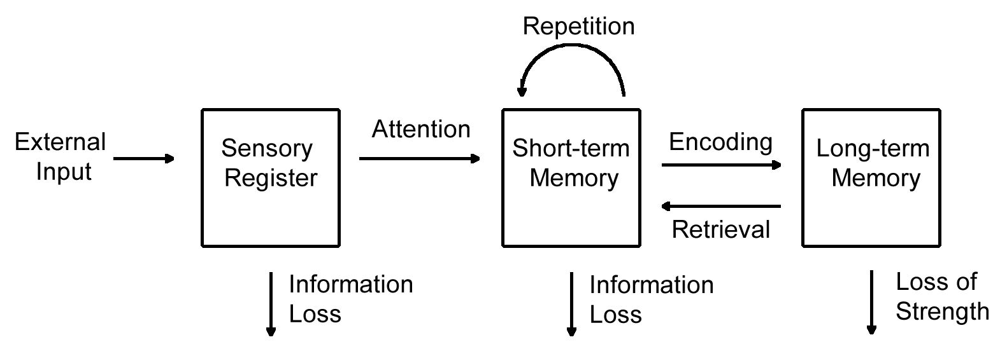 Repetition
External
Input
Sensory
Register
Attention
Short-term
Memory
Encoding
Retrieval
Long-term
Memory
Information
Loss
Information
Loss
Loss of
Strength